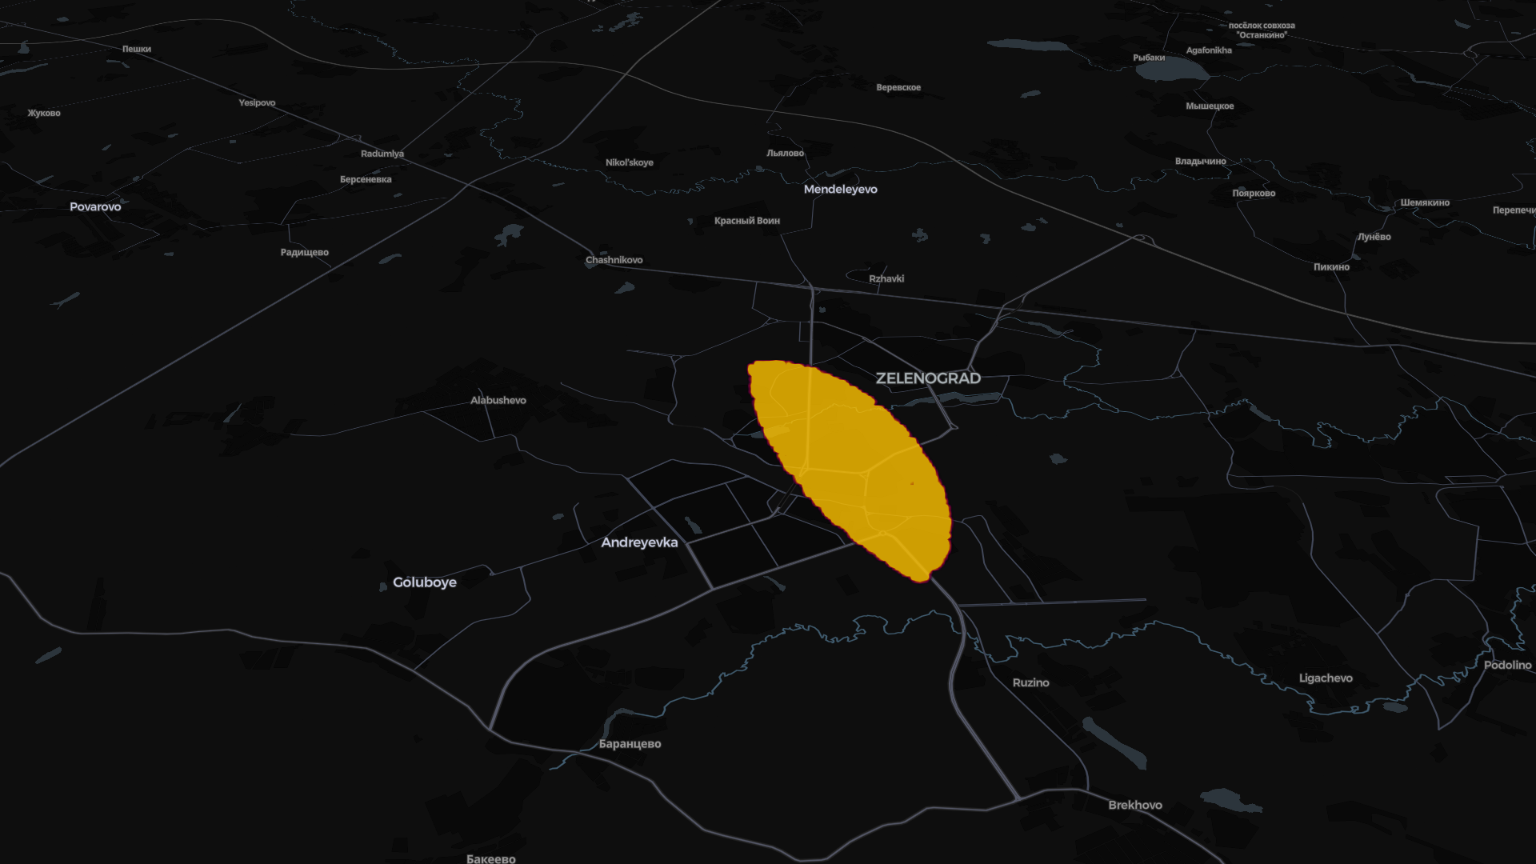 посёлок совхоза
"Останкино"
Пешки
Agafonikha
Рыбаки
Веревское
Yesipovo
Мышецкое
Жуково
Radumlya
Льялово
Nikol'skoye
Владычино
Берсеневка
Mendeleyevo
Поярково
Povarovo
Шемякино
Перепечи
Красный Воин
Лунёво
Радищево
Chashnikovo
Пикино
Rzhavki
ZELENOGRAD
Alabushevo
Andreyevka
Goluboye
Podolino
Ligachevo
Ruzino
Баранцево
Brekhovo
Бакеево